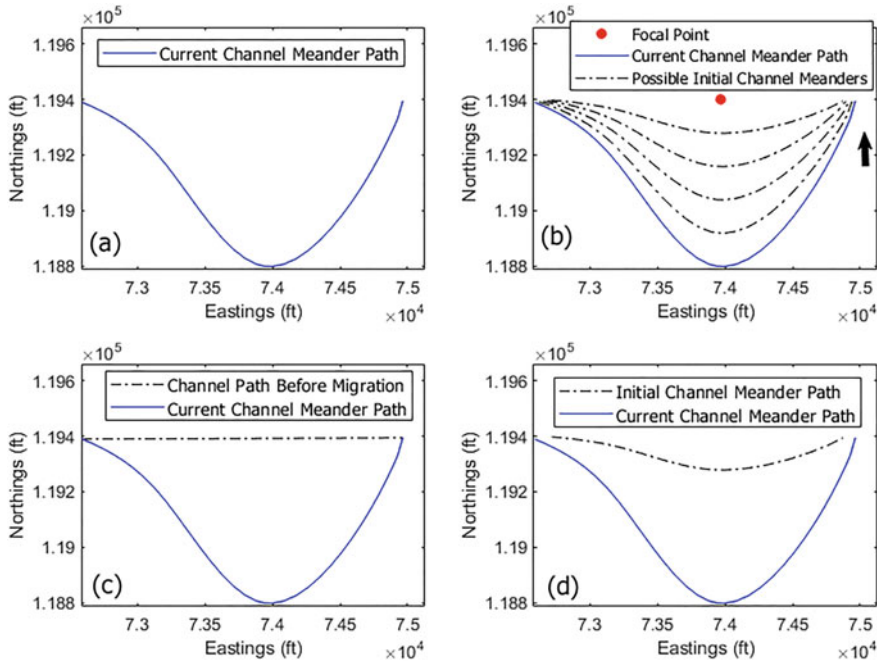 ×10⁵
1.196
1.194
1.192
1.19
1.188
Northings (ft)
Current Channel Meander Path
(a)
7.3
7.35
7.4
7.45
7.5
Eastings (ft)
×10⁴
×10⁵
1.196
1.194
1.192
1.19
1.188
Northings (ft)
Focal Point
Current Channel Meander Path
Possible Initial Channel Meanders
(b)
7.3
7.35
7.4
7.45
7.5
Eastings (ft)
×10⁴
×10⁵
1.196
1.194
1.192
1.19
1.188
Northings (ft)
Channel Path Before Migration
Current Channel Meander Path
(c)
7.3
7.35
7.4
7.45
7.5
Eastings (ft)
×10⁴
×10⁵
1.196
1.194
1.192
1.19
1.188
Northings (ft)
Initial Channel Meander Path
Current Channel Meander Path
(d)
7.3
7.35
7.4
7.45
7.5
Eastings (ft)
×10⁴